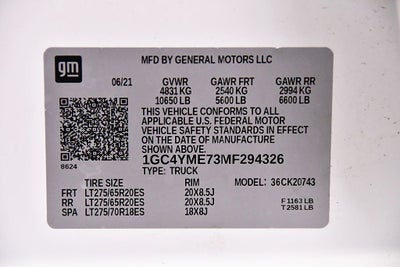 gm
MFD BY GENERAL MOTORS LLC
06/21 GVWR GAWR FRT GAWR RR
4831 KG 2540 KG 2994 KG
10650 LB 5600 LB 6600 LB
THIS VEHICLE CONFORMS TO ALL
APPLICABLE U.S. FEDERAL MOTOR
VEHICLE SAFETY STANDARDS IN EFFECT
ON THE DATE OF MANUFACTURE
SHOWN ABOVE.
8624
1GC4YME73MF294326
TYPE: TRUCK
TIRE SIZE RIM MODEL: 36CK20743
FRT LT275/65R20ES 20X8.5J
RR LT275/65R20ES 20X8.5J F 1163 LB
SPA LT275/70R18ES 18X8J T 2581 LB